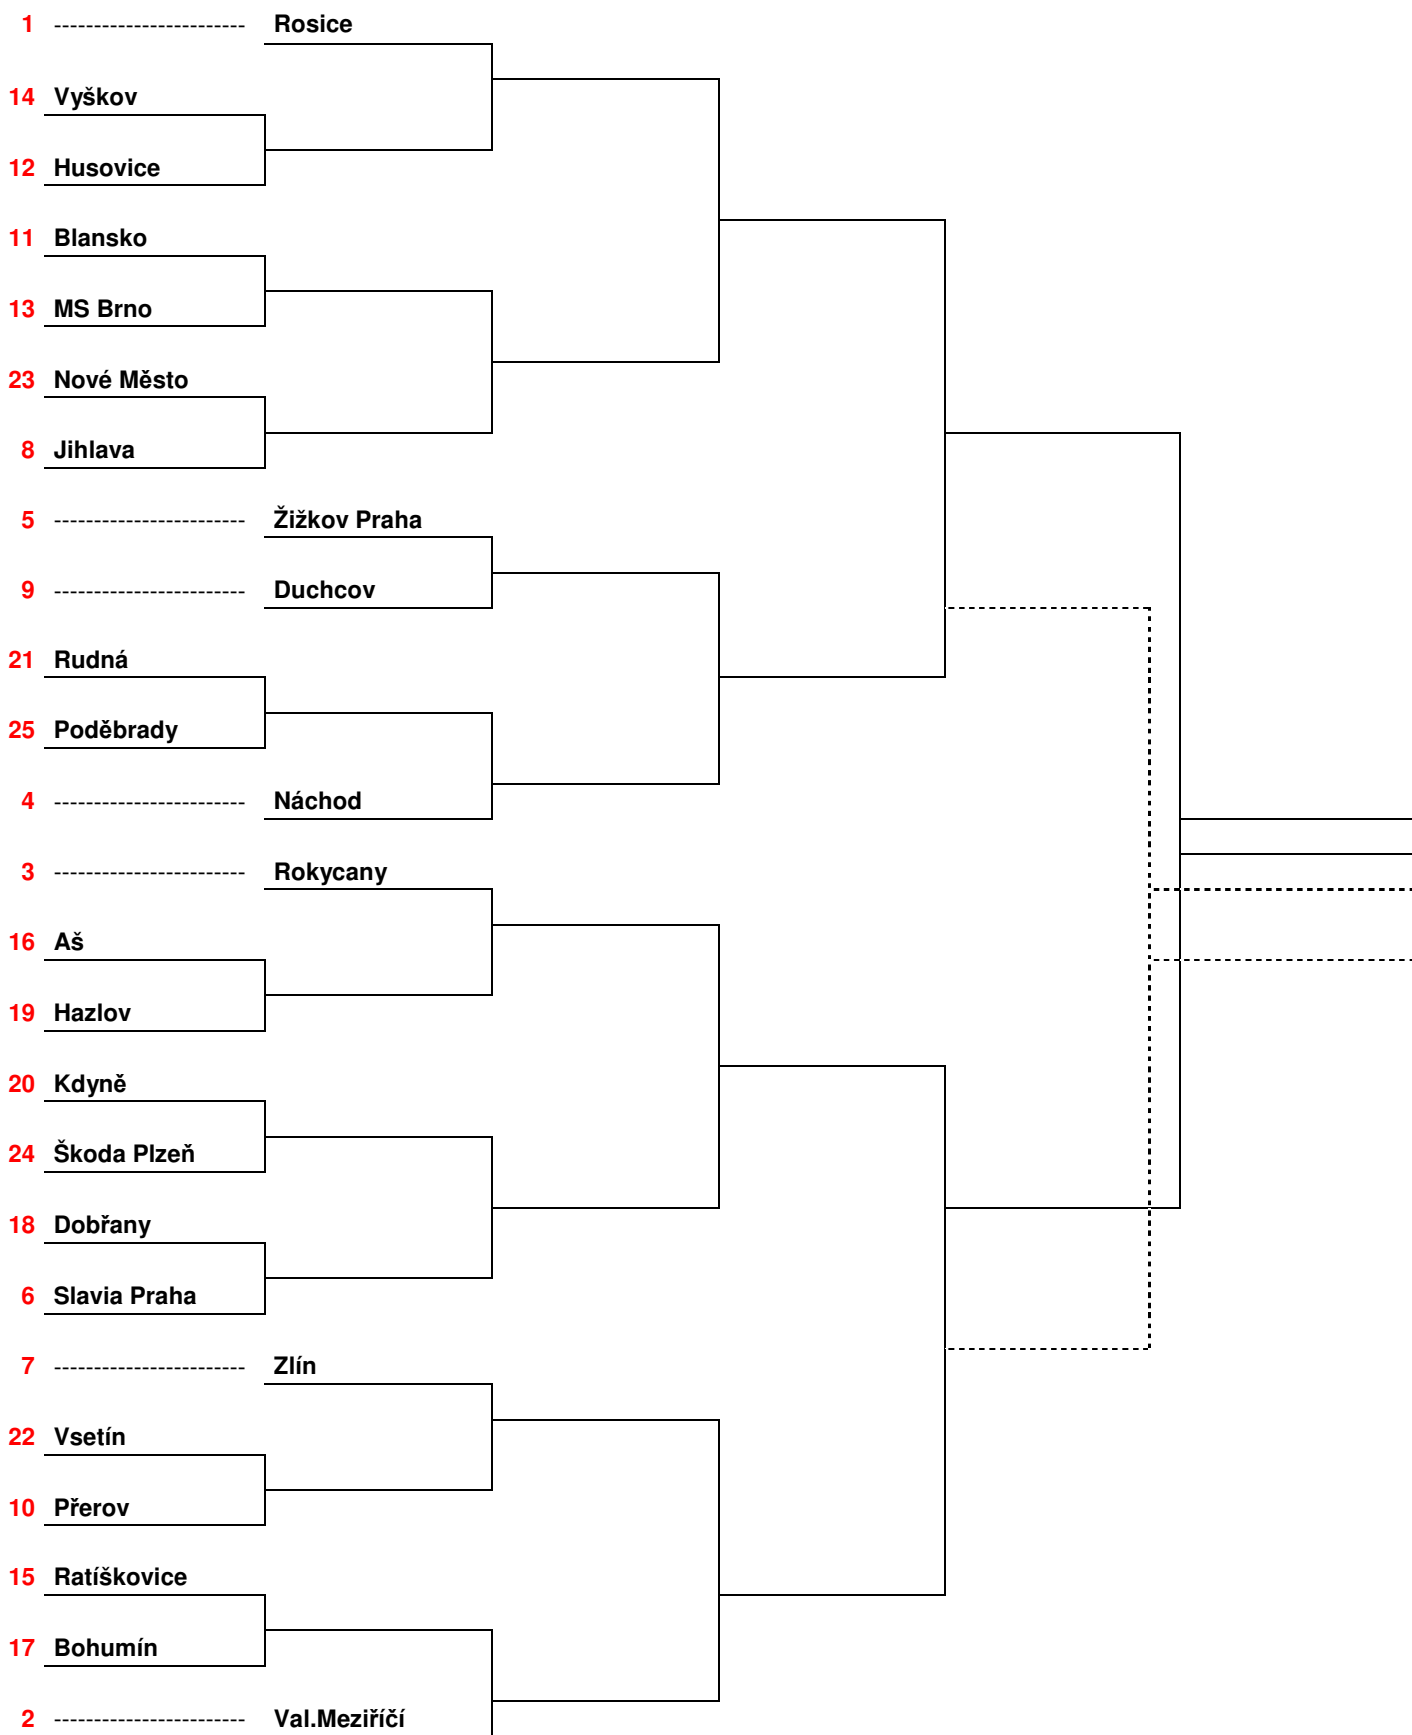 1 ------------------------ Rosice
14 Vyškov
12 Husovice
11 Blansko
13 MS Brno
23 Nové Město
8 Jihlava
5 ------------------------ Žižkov Praha
9 ------------------------ Duchcov
21 Rudná
25 Poděbrady
4 ------------------------ Náchod
3 ------------------------ Rokycany
16 Aš
19 Hazlov
20 Kdyně
24 Škoda Plzeň
18 Dobřany
6 Slavia Praha
7 ------------------------ Zlín
22 Vsetín
10 Přerov
15 Ratíškovice
17 Bohumín
2 ------------------------ Val.Meziříčí